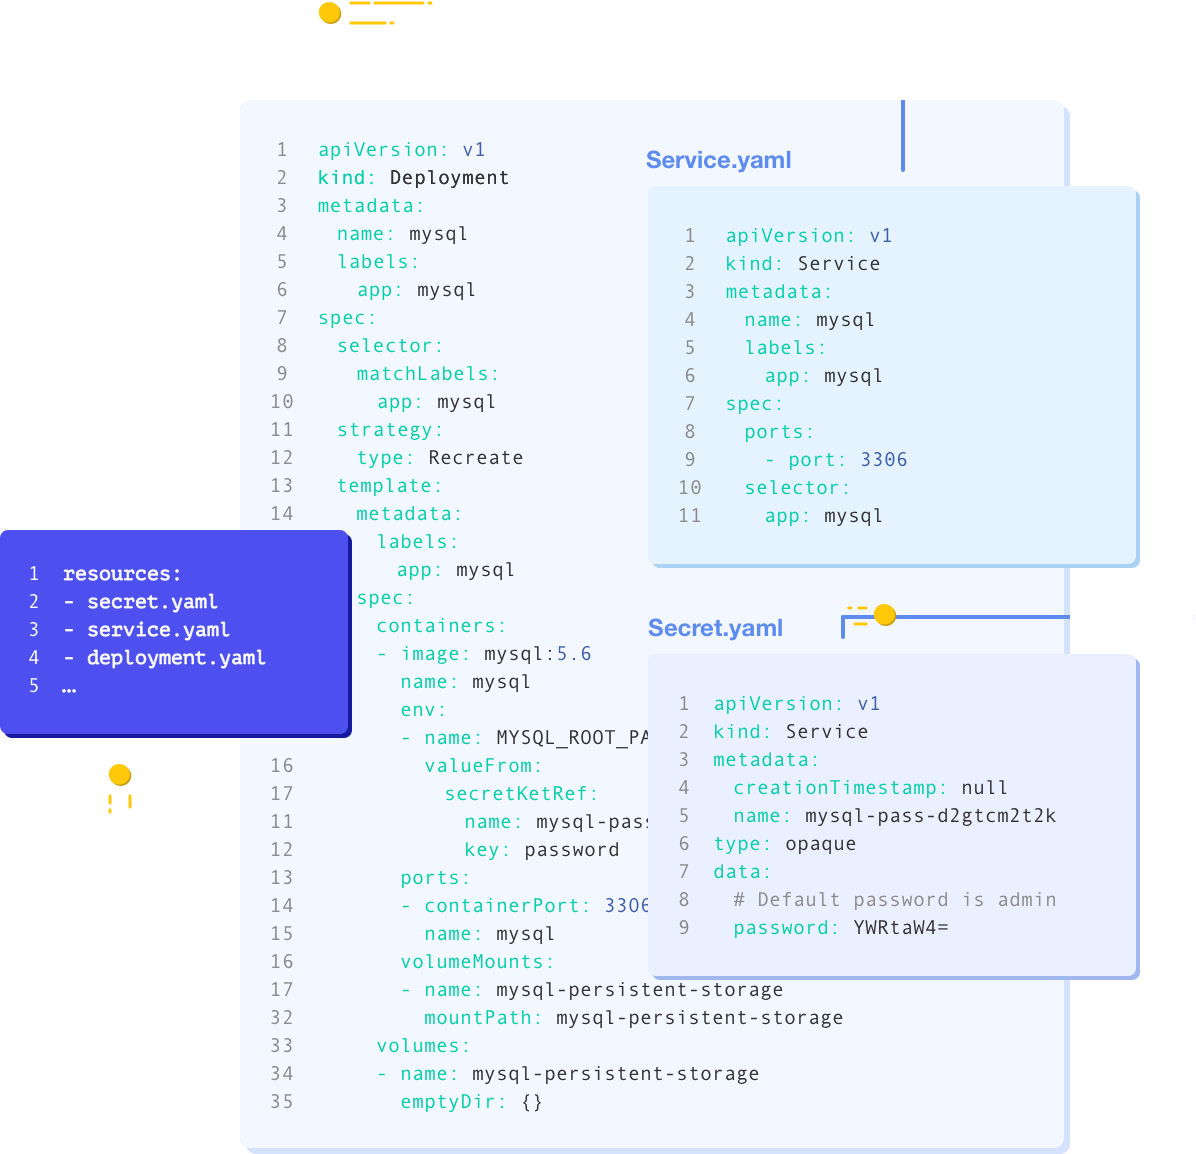 1 apiVersion: v1
2 kind: Deployment
3 metadata:
4 name: mysql
5 labels:
6 app: mysql
7 spec:
8 selector:
9 matchLabels:
10 app: mysql
11 strategy:
12 type: Recreate
13 template:
14 metadata:
labels:
app: mysql
spec:
containers:
- image: mysql:5.6
name: mysql
env:
- name: MYSQL_ROOT_PA
16 valueFrom:
17 secretKetRef:
11 name: mysql-pass
12 key: password
13 ports:
14 - containerPort: 3306
15 name: mysql
16 volumeMounts:
17 - name: mysql-persistent-storage
32 mountPath: mysql-persistent-storage
33 volumes:
34 - name: mysql-persistent-storage
35 emptyDir: {}
1 resources:
2 - secret.yaml
3 - service.yaml
4 - deployment.yaml
5 …
Service.yaml
1 apiVersion: v1
2 kind: Service
3 metadata:
4 name: mysql
5 labels:
6 app: mysql
7 spec:
8 ports:
9 - port: 3306
10 selector:
11 app: mysql
Secret.yaml
1 apiVersion: v1
2 kind: Service
3 metadata:
4 creationTimestamp: null
5 name: mysql-pass-d2gtcm2t2k
6 type: opaque
7 data:
8 # Default password is admin
9 password: YWRtaW4=